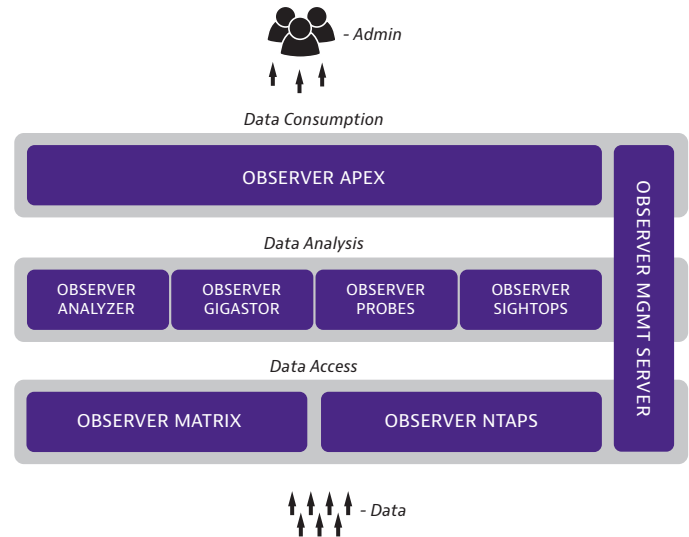 - Admin
Data Consumption
OBSERVER APEX
OBSERVER MGMT SERVER
Data Analysis
OBSERVER
ANALYZER
OBSERVER
GIGASTOR
OBSERVER
PROBES
OBSERVER
SIGHTOPS
Data Access
OBSERVER MATRIX
OBSERVER NTAPS
- Data